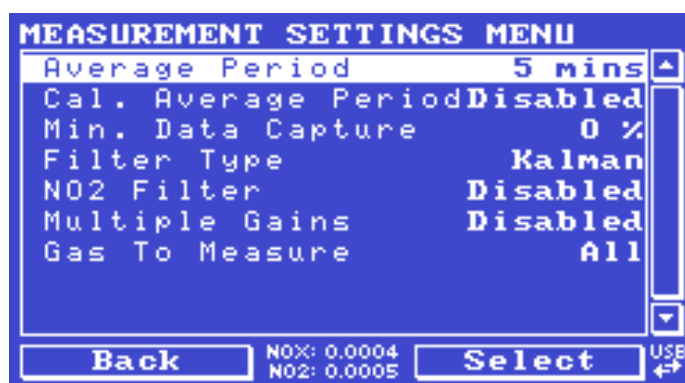 MEASUREMENT SETTINGS MENU
Average Period 5 mins
Cal. Average Period Disabled
Min. Data Capture 0 %
Filter Type Kalman
NO2 Filter Disabled
Multiple Gains Disabled
Gas To Measure All
Back NOX: 0.0004 Select USB
NO2: 0.0005